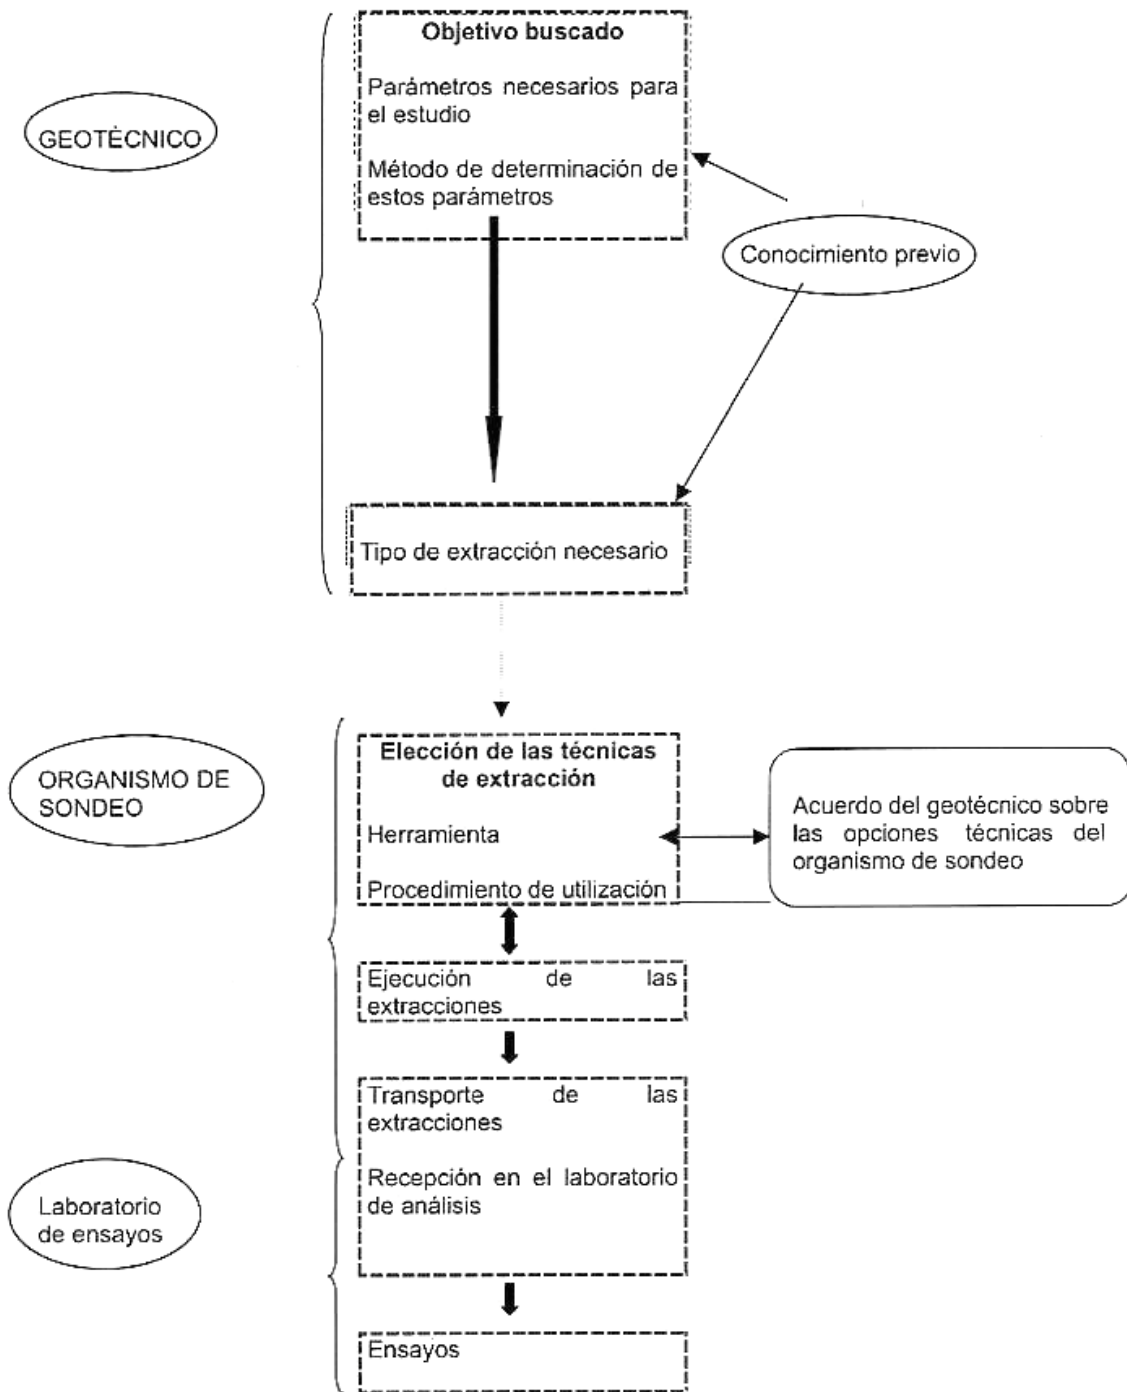 Objetivo buscado
Parámetros necesarios para
el estudio
Método de determinación de
estos parámetros
GEOTÉCNICO
Conocimiento previo
Tipo de extracción necesario
ORGANISMO DE
SONDEO
Elección de las técnicas
de extracción
Herramienta
Procedimiento de utilización
Acuerdo del geotécnico sobre
las opciones técnicas del
organismo de sondeo
Ejecución de las
extracciones
Transporte de las
extracciones
Recepción en el laboratorio
de análisis
Laboratorio
de ensayos
Ensayos